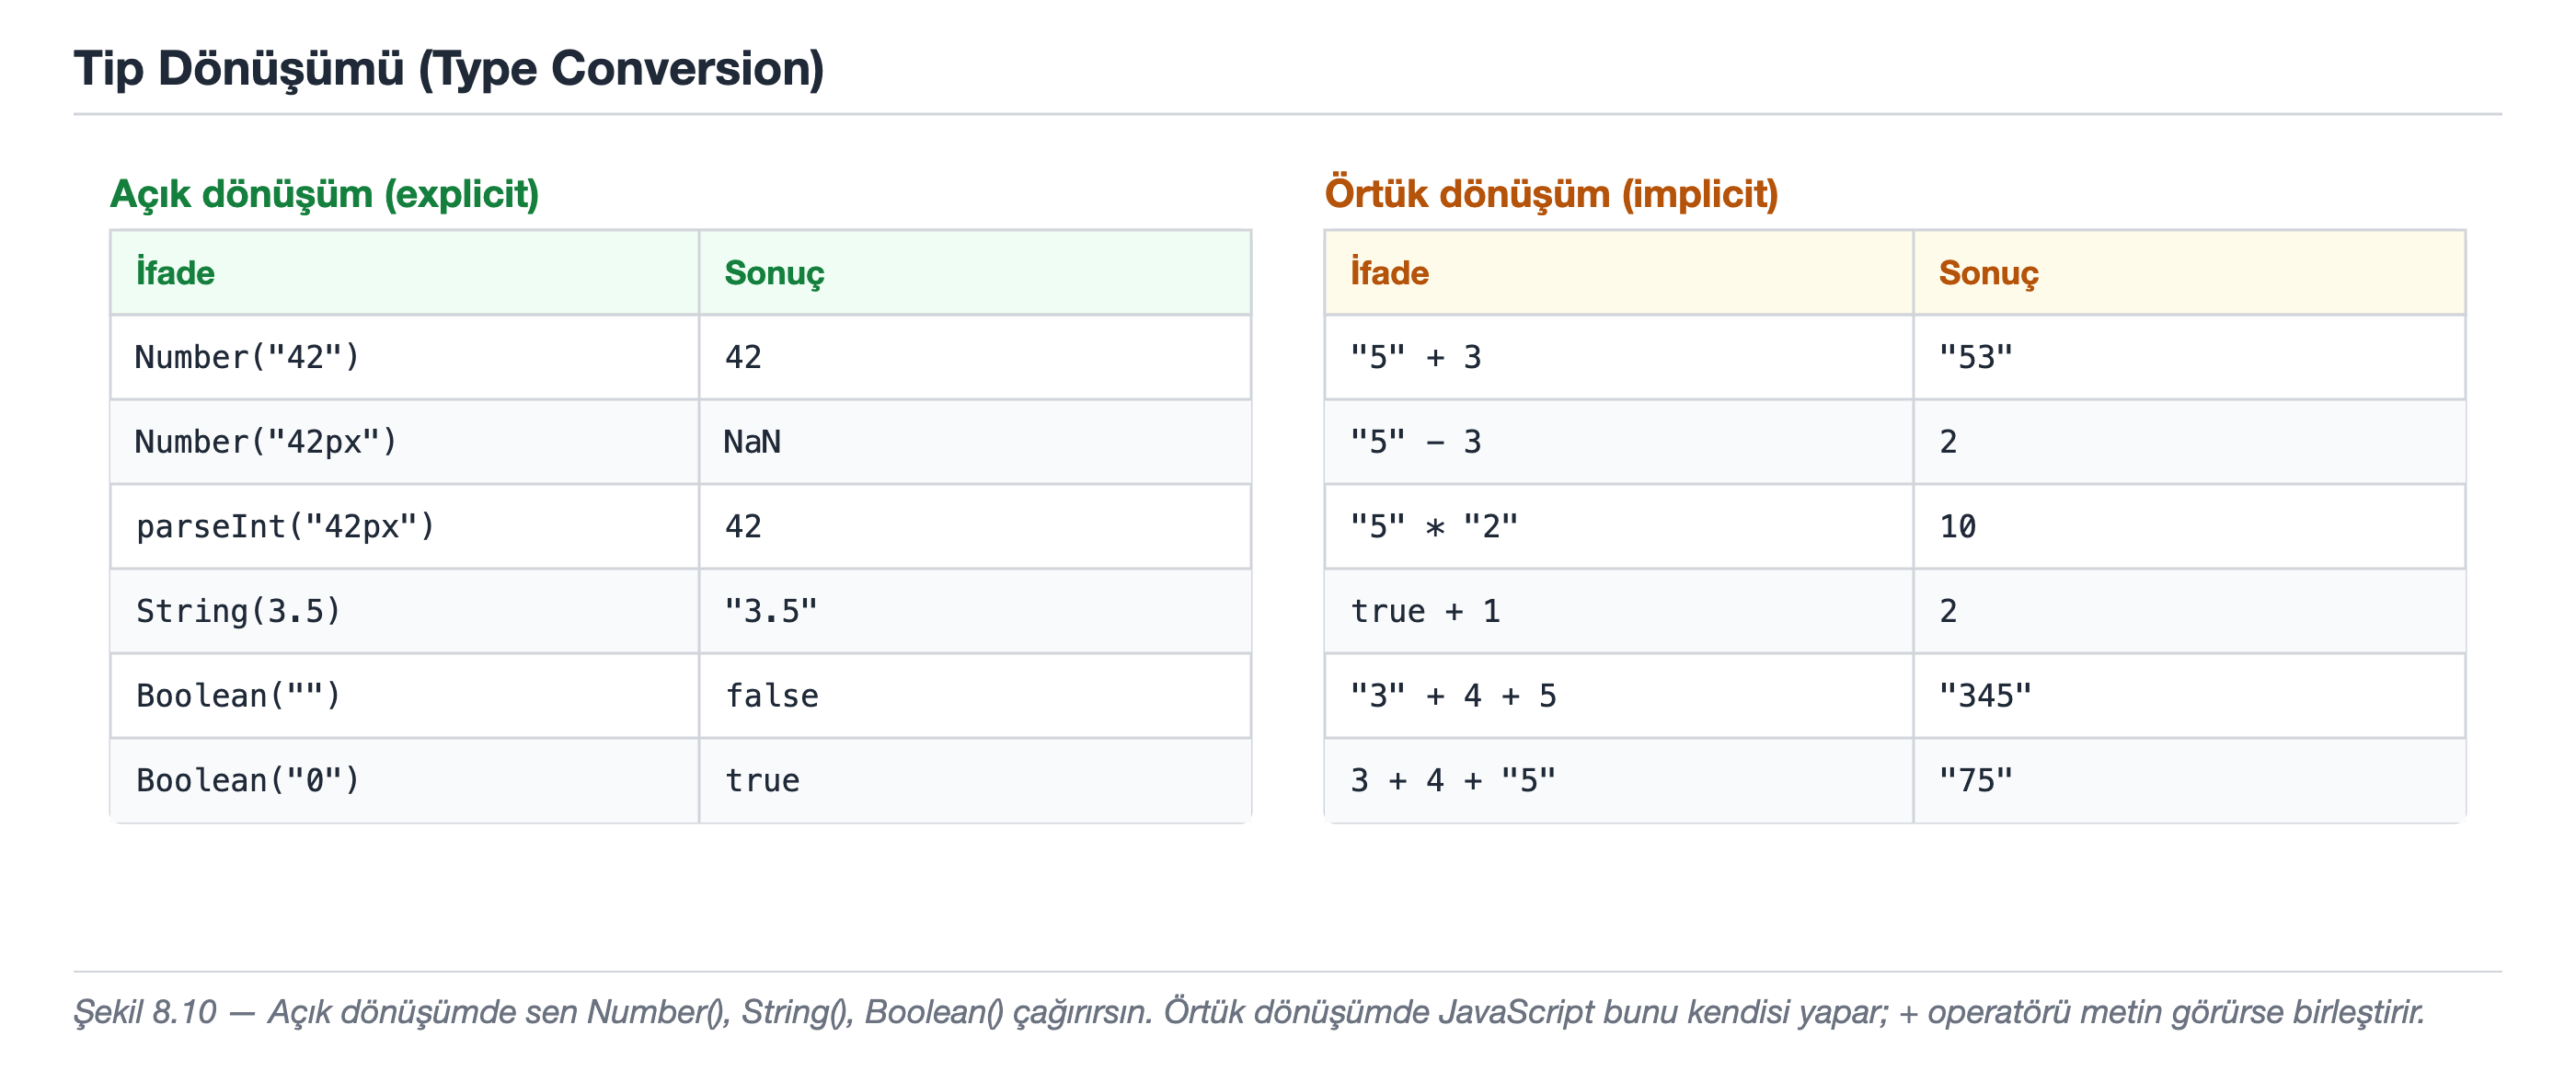 Tip Dönüşümü (Type Conversion)
Açık dönüşüm (explicit)
İfade Sonuç
Number("42") 42
Number("42px") NaN
parseInt("42px") 42
String(3.5) "3.5"
Boolean("") false
Boolean("0") true
Örtük dönüşüm (implicit)
İfade Sonuç
"5" + 3 "53"
"5" − 3 2
"5" * "2" 10
true + 1 2
"3" + 4 + 5 "345"
3 + 4 + "5" "75"
Şekil 8.10 — Açık dönüşümde sen Number(), String(), Boolean() çağırırsın. Örtük dönüşümde JavaScript bunu kendisi yapar; + operatörü metin görürse birleştirir.